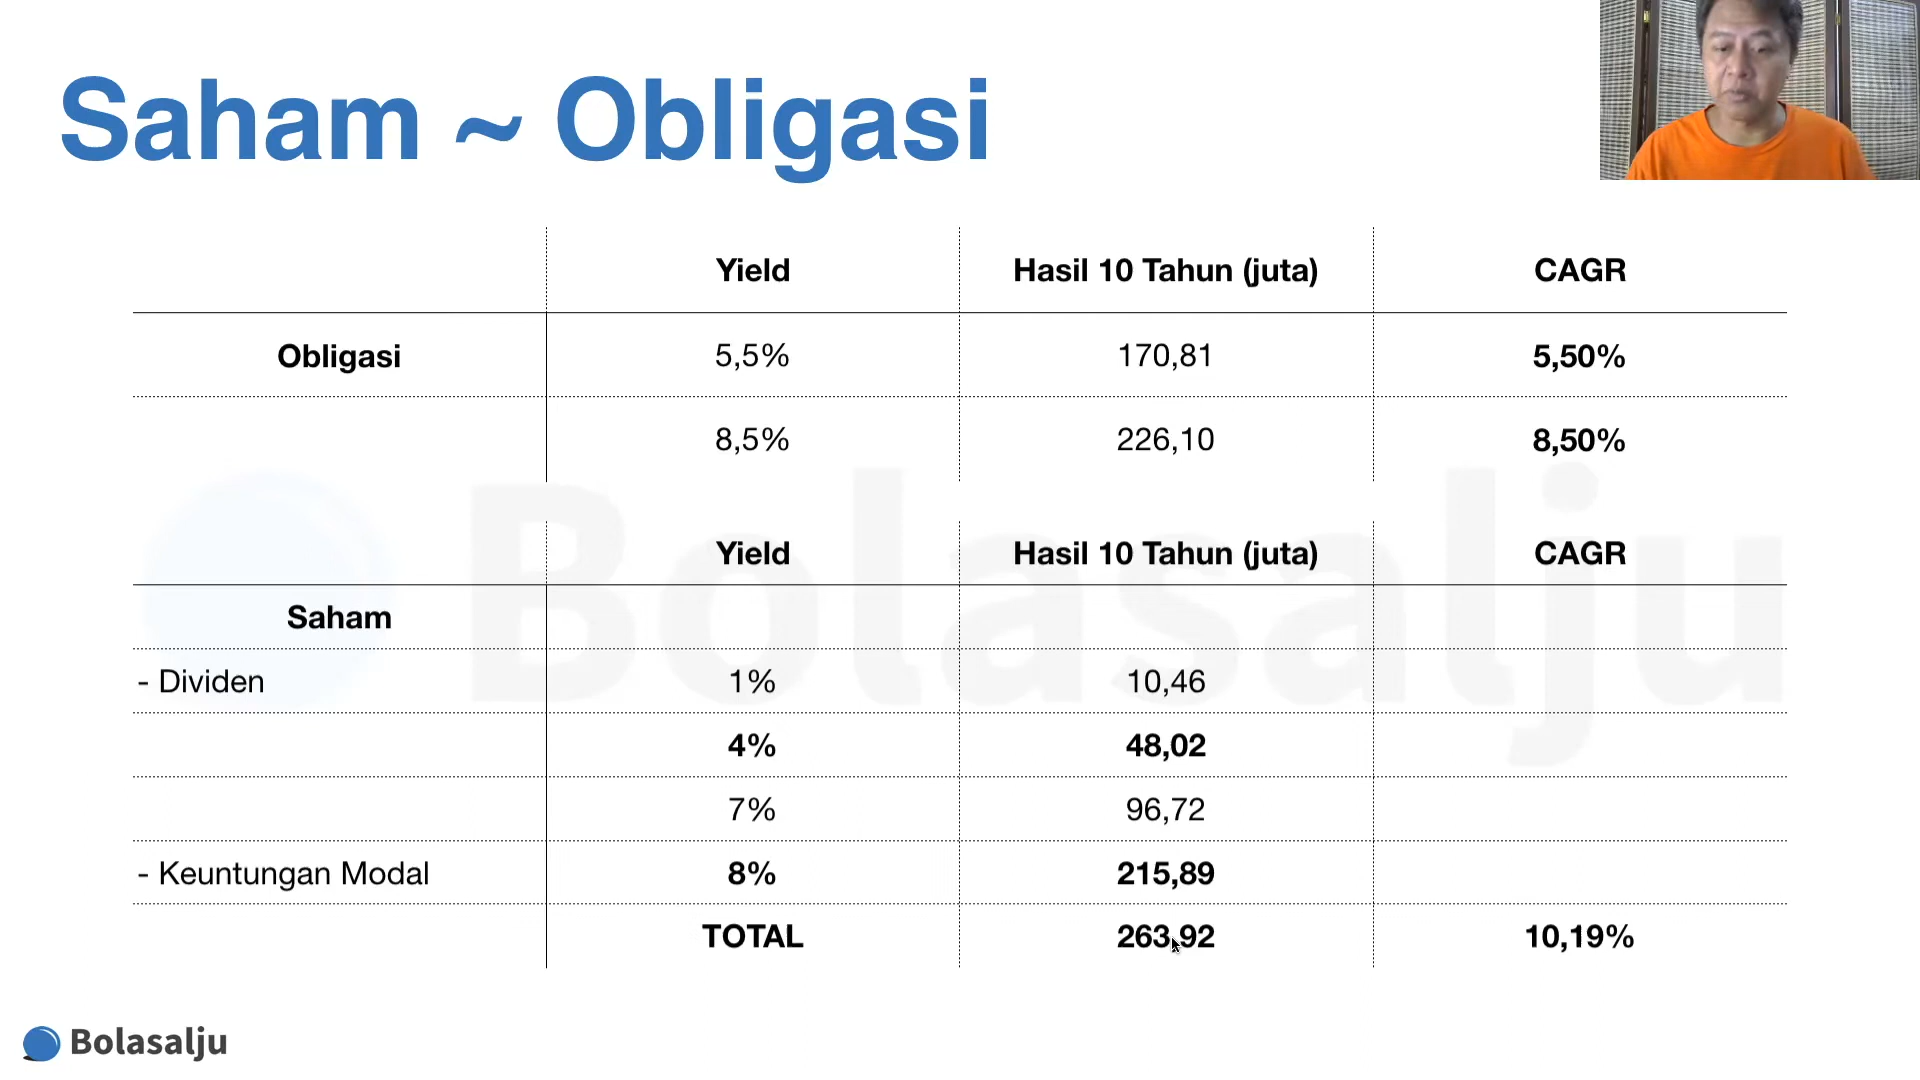 Saham ~ Obligasi
Yield Hasil 10 Tahun (juta) CAGR
Obligasi 5,5% 170,81 5,50%
8,5% 226,10 8,50%
Yield Hasil 10 Tahun (juta) CAGR
Saham
- Dividen 1% 10,46
4% 48,02
7% 96,72
- Keuntungan Modal 8% 215,89
TOTAL 263,92 10,19%
Bolasalju
Bolasalju